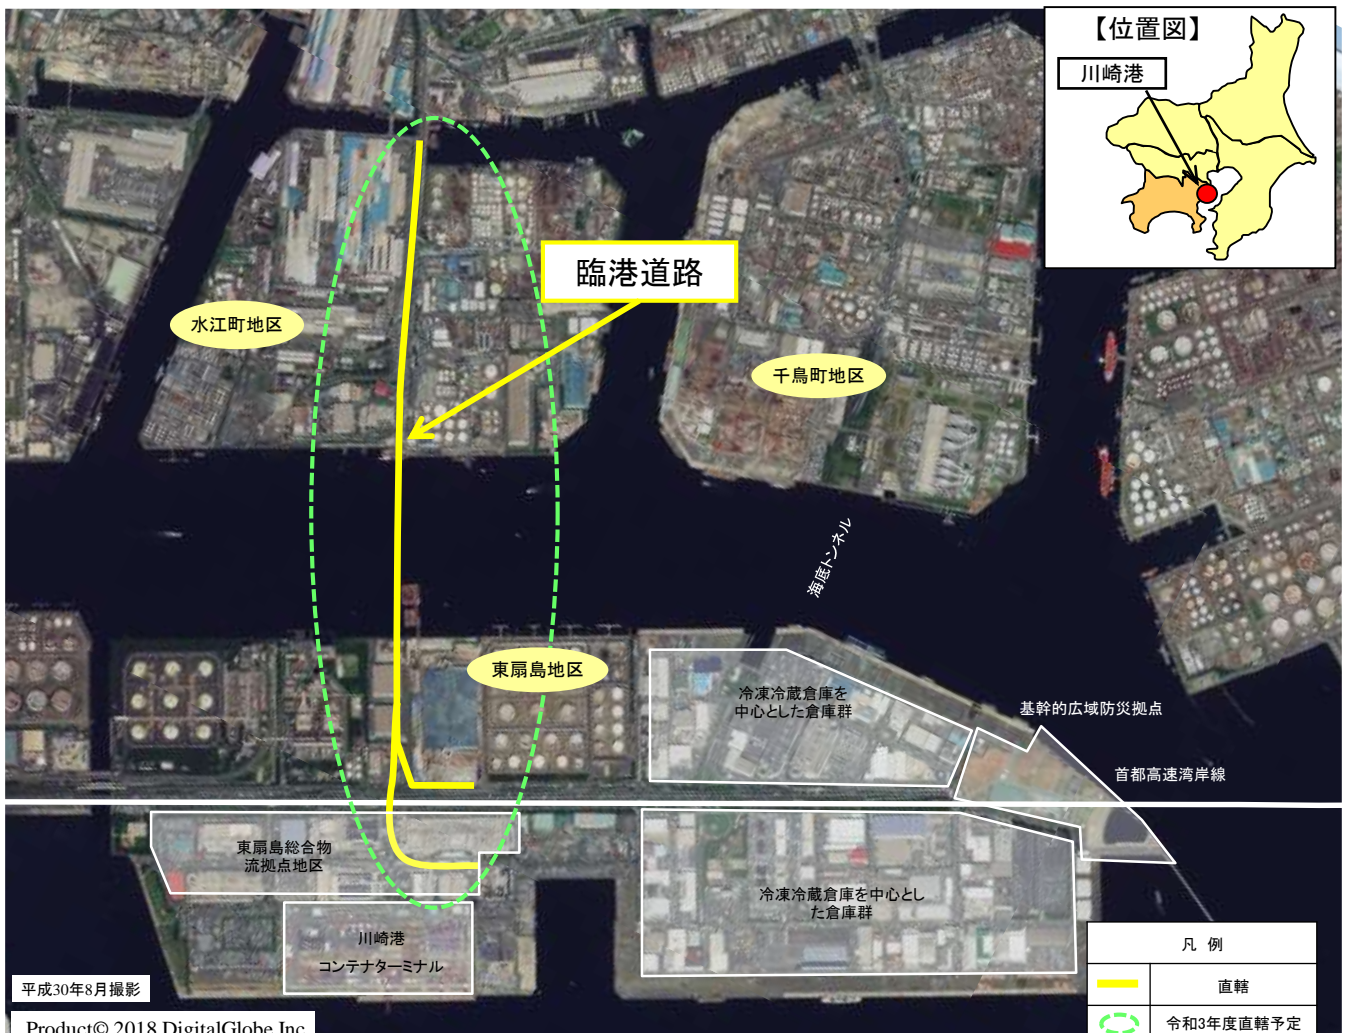 【位置図】
川崎港
臨港道路
水江町地区
千鳥町地区
海底トンネル
東扇島地区
冷凍冷蔵倉庫を
中心とした倉庫群
基幹的広域防災拠点
首都高速湾岸線
東扇島総合物
流拠点地区
冷凍冷蔵倉庫を中心とし
た倉庫群
川崎港
コンテナターミナル
凡 例
直轄
令和3年度直轄予定
平成30年8月撮影
Product© 2018 DigitalGlobe,Inc